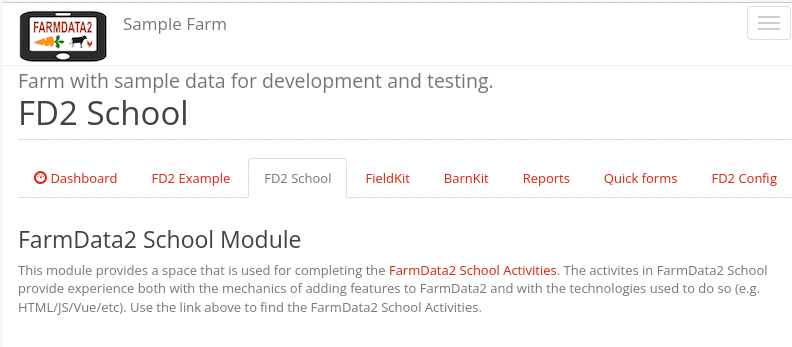 FARMDATA2
Sample Farm
Farm with sample data for development and testing.
FD2 School
Dashboard FD2 Example FD2 School FieldKit BarnKit Reports Quick forms FD2 Config
FarmData2 School Module
This module provides a space that is used for completing the FarmData2 School Activities. The activites in FarmData2 School
provide experience both with the mechanics of adding features to FarmData2 and with the technologies used to do so (e.g.
HTML/JS/Vue/etc). Use the link above to find the FarmData2 School Activities.